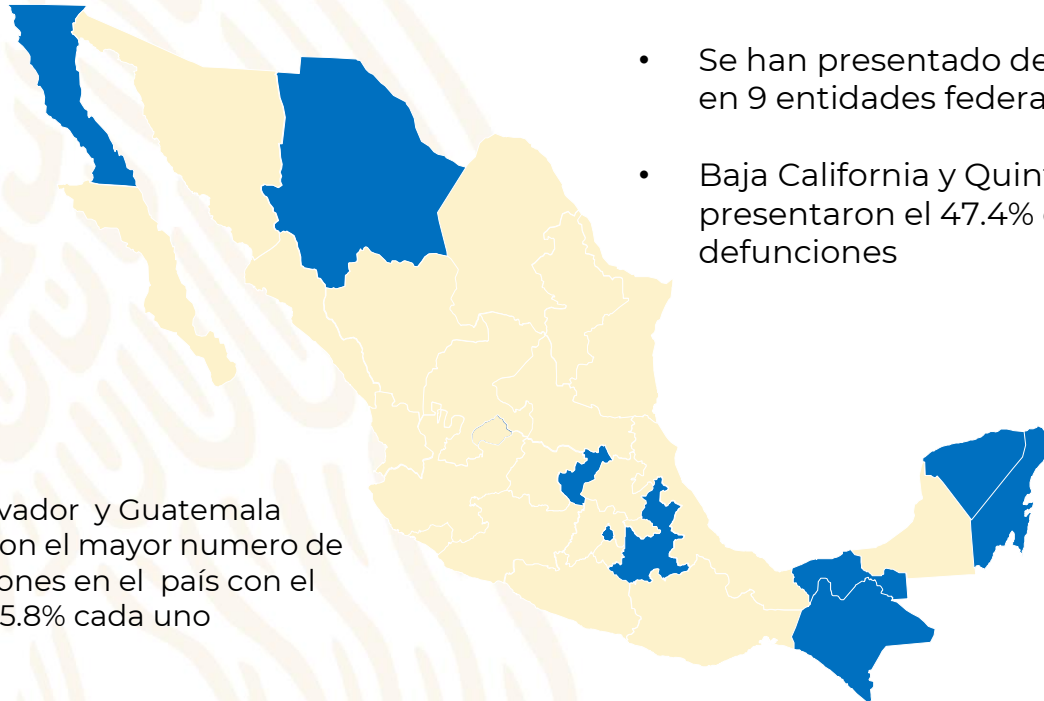 • Se han presentado de
en 9 entidades federa
• Baja California y Quin
presentaron el 47.4%
defunciones
vador y Guatemala
on el mayor numero de
ones en el país con el
5.8% cada uno